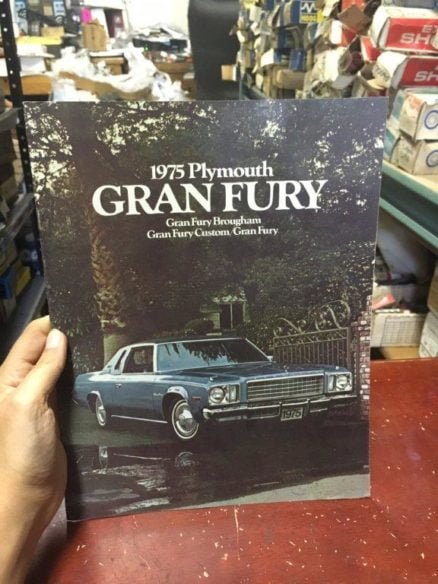 1975 Plymouth
GRAN FURY
Gran Fury Brougham
Gran Fury Custom/Gran Fury
1975